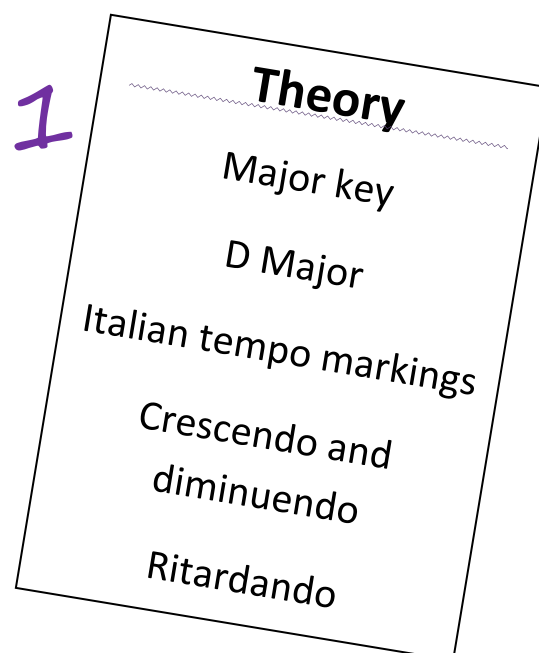 1
Theory
Major key
D Major
Italian tempo markings
Crescendo and
diminuendo
Ritardando